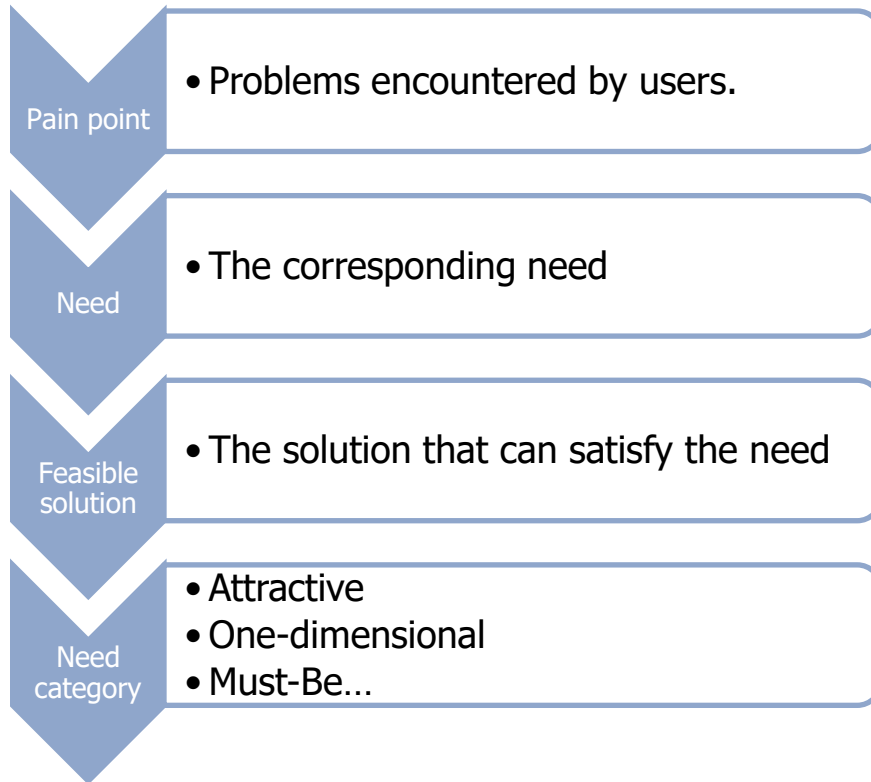 Pain point
• Problems encountered by users.
Need
• The corresponding need
Feasible
solution
• The solution that can satisfy the need
Need
category
• Attractive
• One-dimensional
• Must-Be...